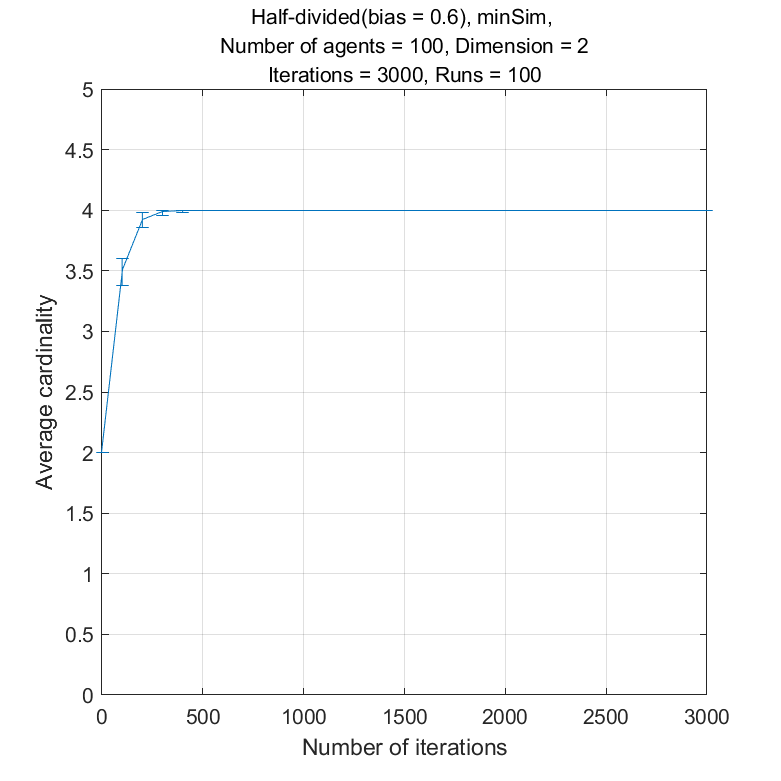 Half-divided(bias = 0.6), minSim,
Number of agents = 100, Dimension = 2
Iterations = 3000, Runs = 100
5
4.5
4
3.5
3
2.5
2
1.5
1
0.5
0
Average cardinality
0 500 1000 1500 2000 2500 3000
Number of iterations